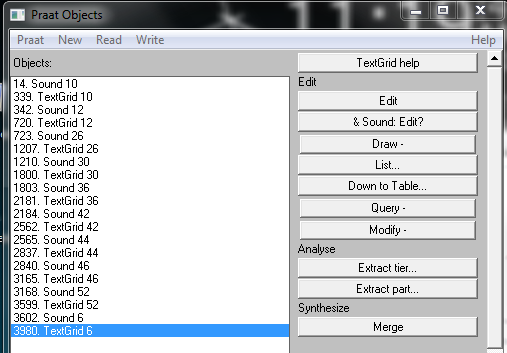 Praat Objects
Praat New Read Write Help
Objects:
14. Sound 10
339. TextGrid 10
342. Sound 12
720. TextGrid 12
723. Sound 26
1207. TextGrid 26
1210. Sound 30
1800. TextGrid 30
1803. Sound 36
2181. TextGrid 36
2184. Sound 42
2562. TextGrid 42
2565. Sound 44
2837. TextGrid 44
2840. Sound 46
3165. TextGrid 46
3168. Sound 52
3599. TextGrid 52
3602. Sound 6
3980. TextGrid 6
TextGrid help
Edit
Edit
& Sound: Edit?
Draw -
List...
Down to Table...
Query -
Modify -
Analyse
Extract tier...
Extract part...
Synthesize
Merge